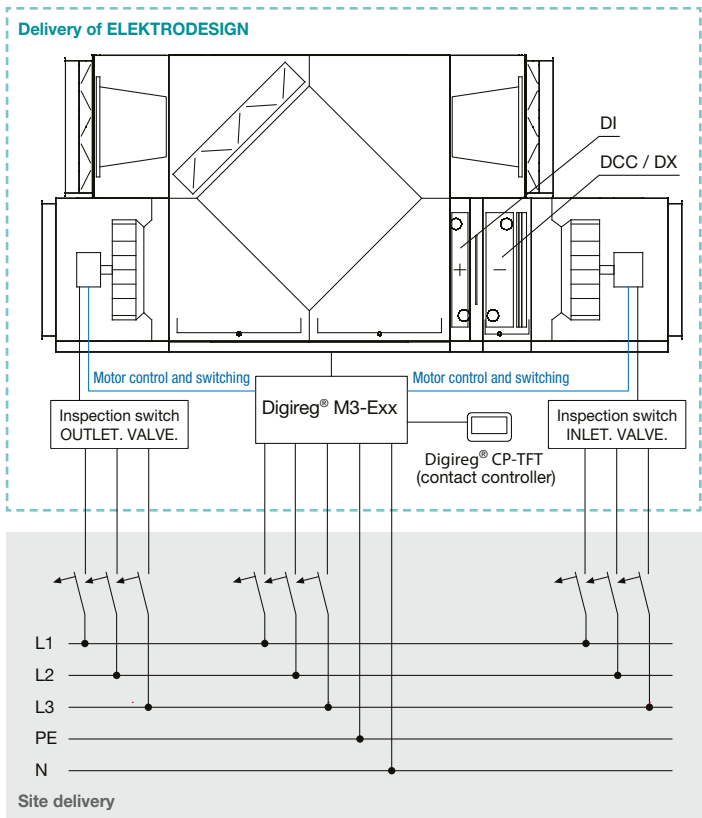 Delivery of ELEKTRODESIGN
DI
DCC / DX
+
−
Motor control and switching
Motor control and switching
Digireg® M3-Exx
Inspection switch
OUTLET. VALVE.
Inspection switch
INLET. VALVE.
Digireg® CP-TFT
(contact controller)
L1
L2
L3
PE
N
Site delivery